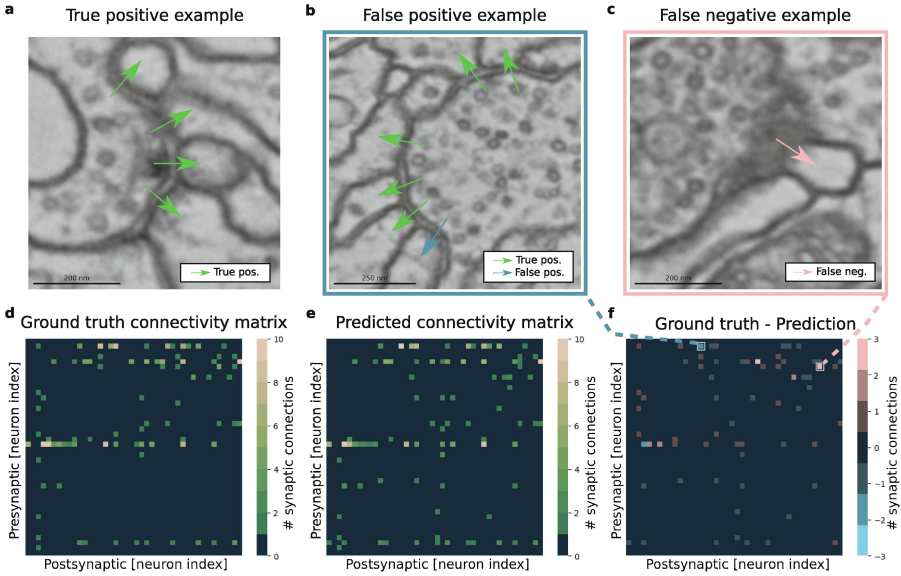 a
True positive example
200 nm
True pos.
b
False positive example
250 nm
True pos.
False pos.
c
False negative example
200 nm
False neg.
d
Ground truth connectivity matrix
Presynaptic [neuron index]
Postsynaptic [neuron index]
10
8
6
4
2
0
# synaptic connections
e
Predicted connectivity matrix
Presynaptic [neuron index]
Postsynaptic [neuron index]
10
8
6
4
2
0
# synaptic connections
f
Ground truth - Prediction
Postsynaptic [neuron index]
3
2
1
0
−1
−2
−3
# synaptic connections